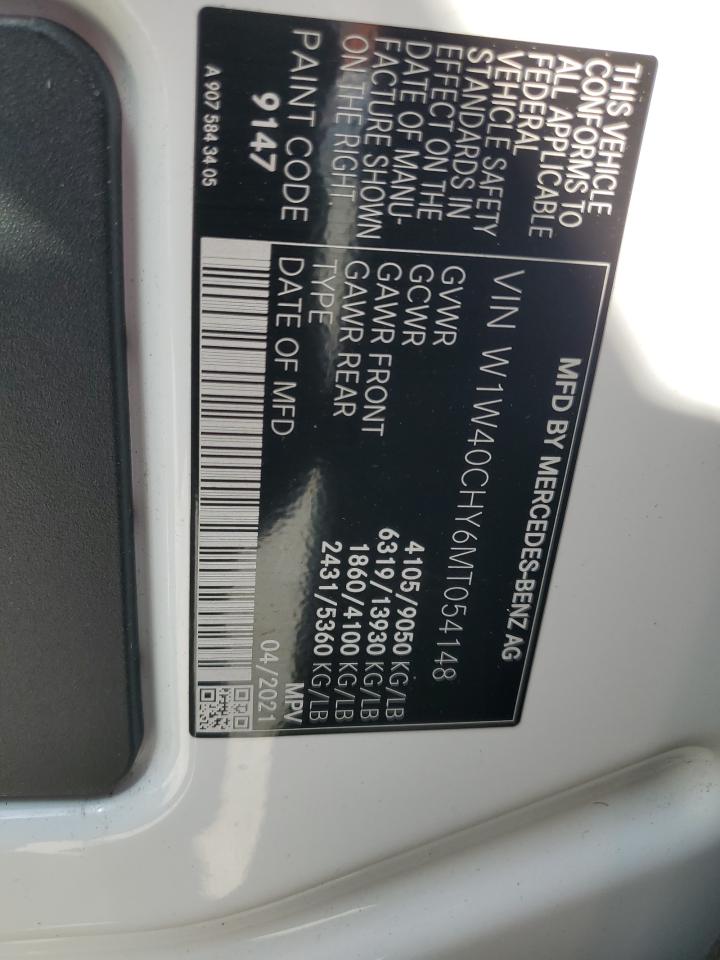 MFD BY MERCEDES-BENZ AG
VIN W1W40CHY6MT054148
GVWR 4105/9050 KG/LB
GCWR 6319/13930 KG/LB
GAWR FRONT 1860/4100 KG/LB
GAWR REAR 2431/5360 KG/LB
TYPE MPV
DATE OF MFD 04/2021
THIS VEHICLE
CONFORMS TO
ALL APPLICABLE
FEDERAL
VEHICLE SAFETY
STANDARDS IN
EFFECT ON THE
DATE OF MANU-
FACTURE SHOWN
ON THE RIGHT
PAINT CODE
9147
A 907 584 34 05